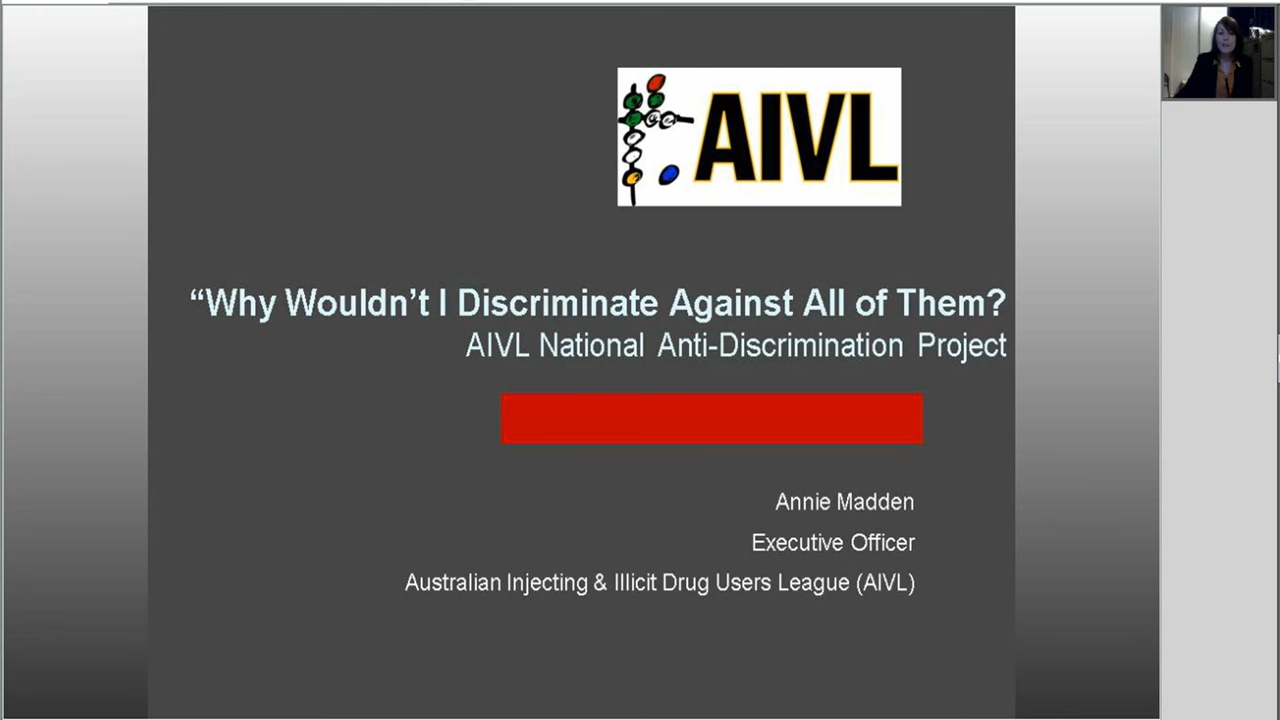 AIVL
“Why Wouldn’t I Discriminate Against All of Them?
AIVL National Anti-Discrimination Project
Annie Madden
Executive Officer
Australian Injecting & Illicit Drug Users League (AIVL)